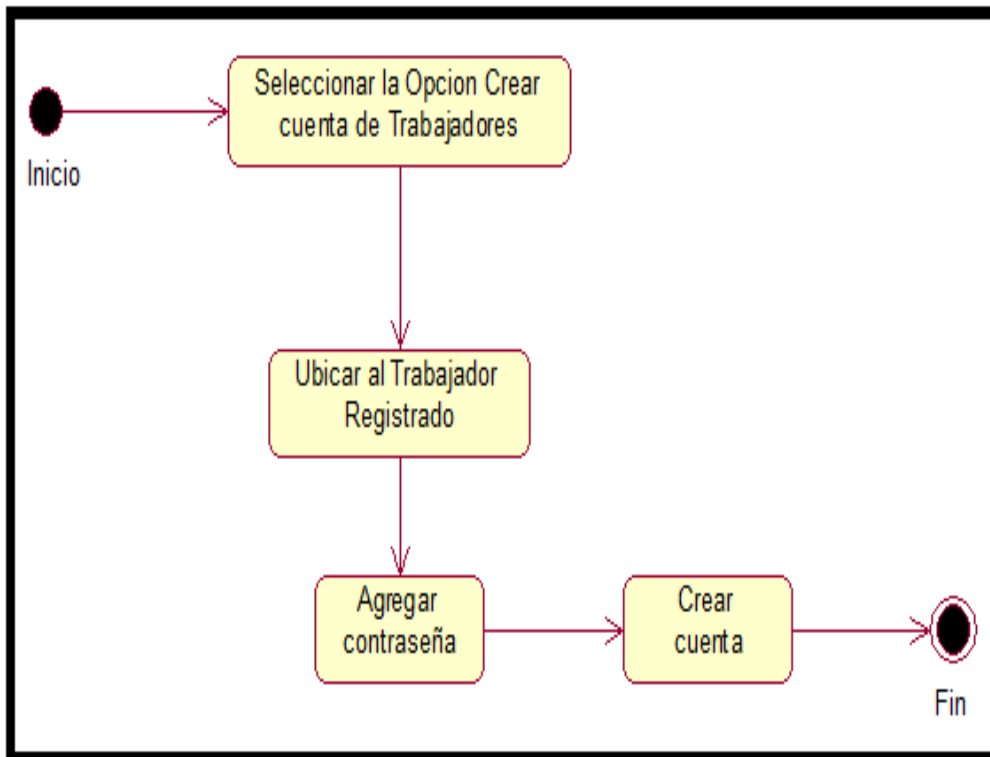 Seleccionar la Opcion Crear
cuenta de Trabajadores
Inicio
Ubicar al Trabajador
Registrado
Agregar
contraseña
Crear
cuenta
Fin